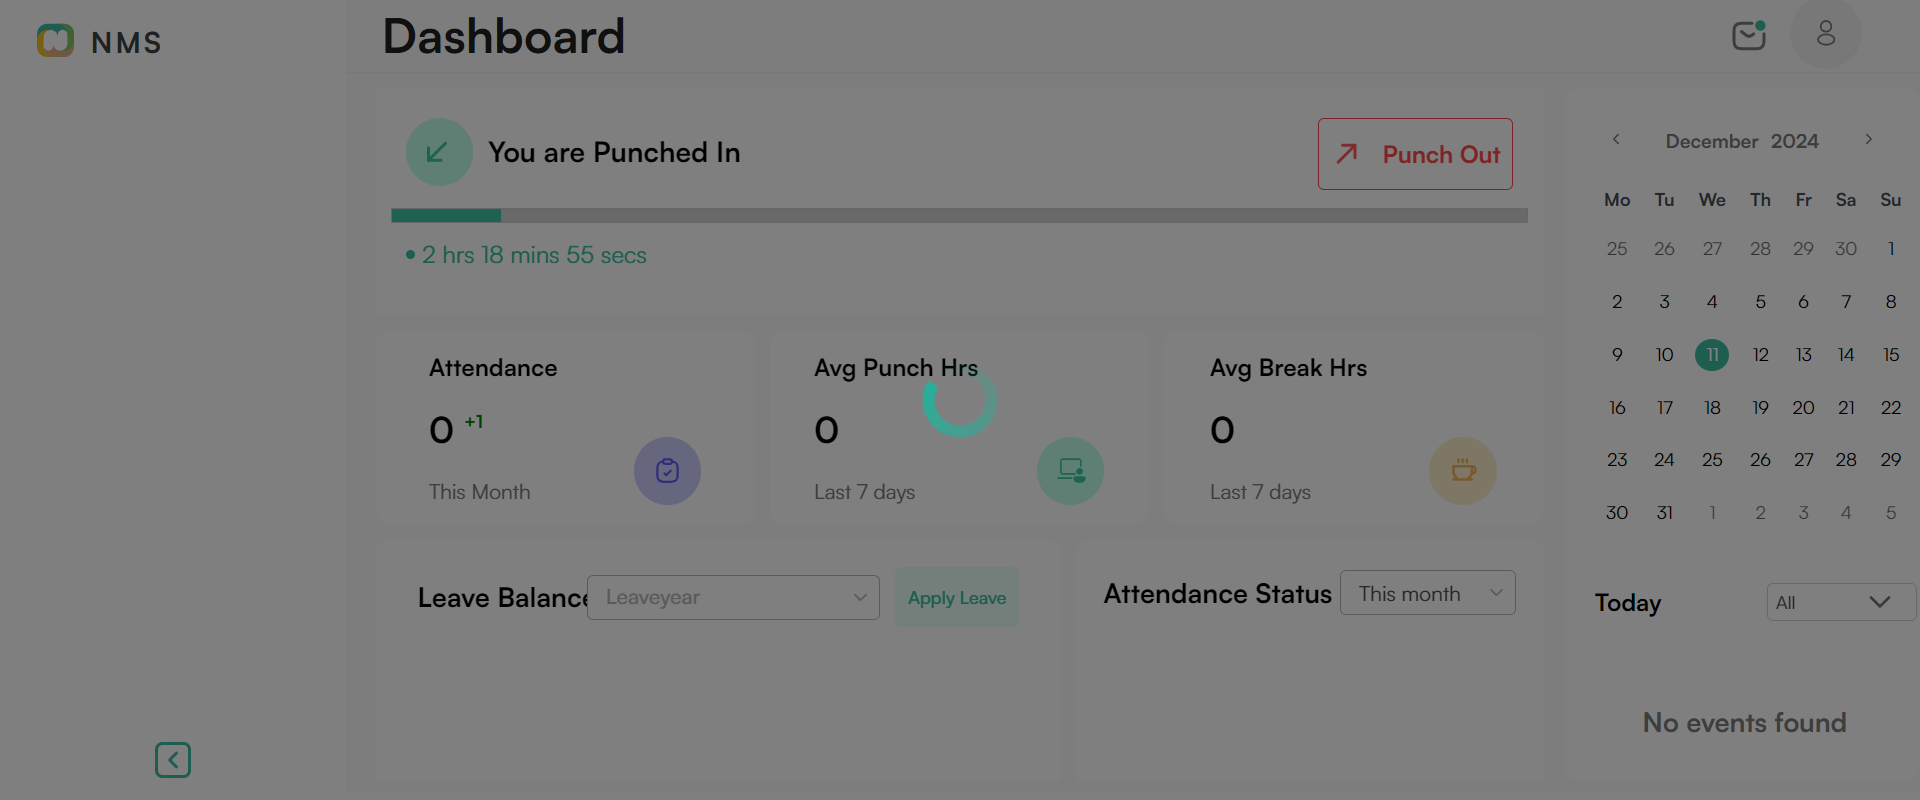 NMS
Dashboard
You are Punched In
Punch Out
2 hrs 18 mins 55 secs
Attendance
0 +1
This Month
Avg Punch Hrs
0
Last 7 days
Avg Break Hrs
0
Last 7 days
Leave Balance
Leaveyear
Apply Leave
Attendance Status
This month
December 2024
Mo Tu We Th Fr Sa Su
25 26 27 28 29 30 1
2 3 4 5 6 7 8
9 10 11 12 13 14 15
16 17 18 19 20 21 22
23 24 25 26 27 28 29
30 31 1 2 3 4 5
Today
All
No events found